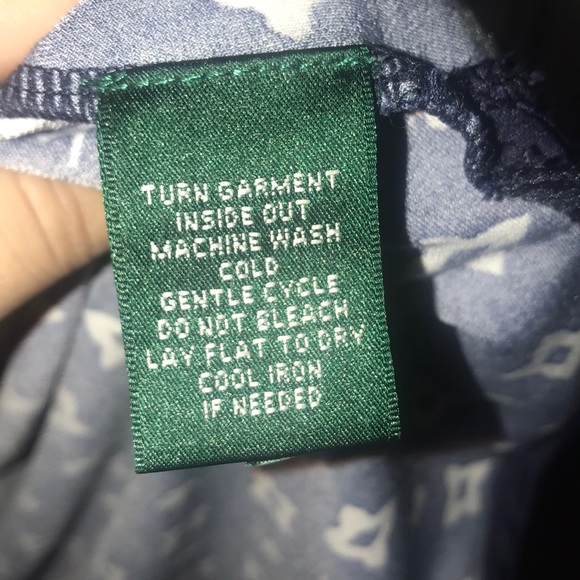 TURN GARMENT
INSIDE OUT
MACHINE WASH
COLD
GENTLE CYCLE
DO NOT BLEACH
LAY FLAT TO DRY
COOL IRON
IF NEEDED